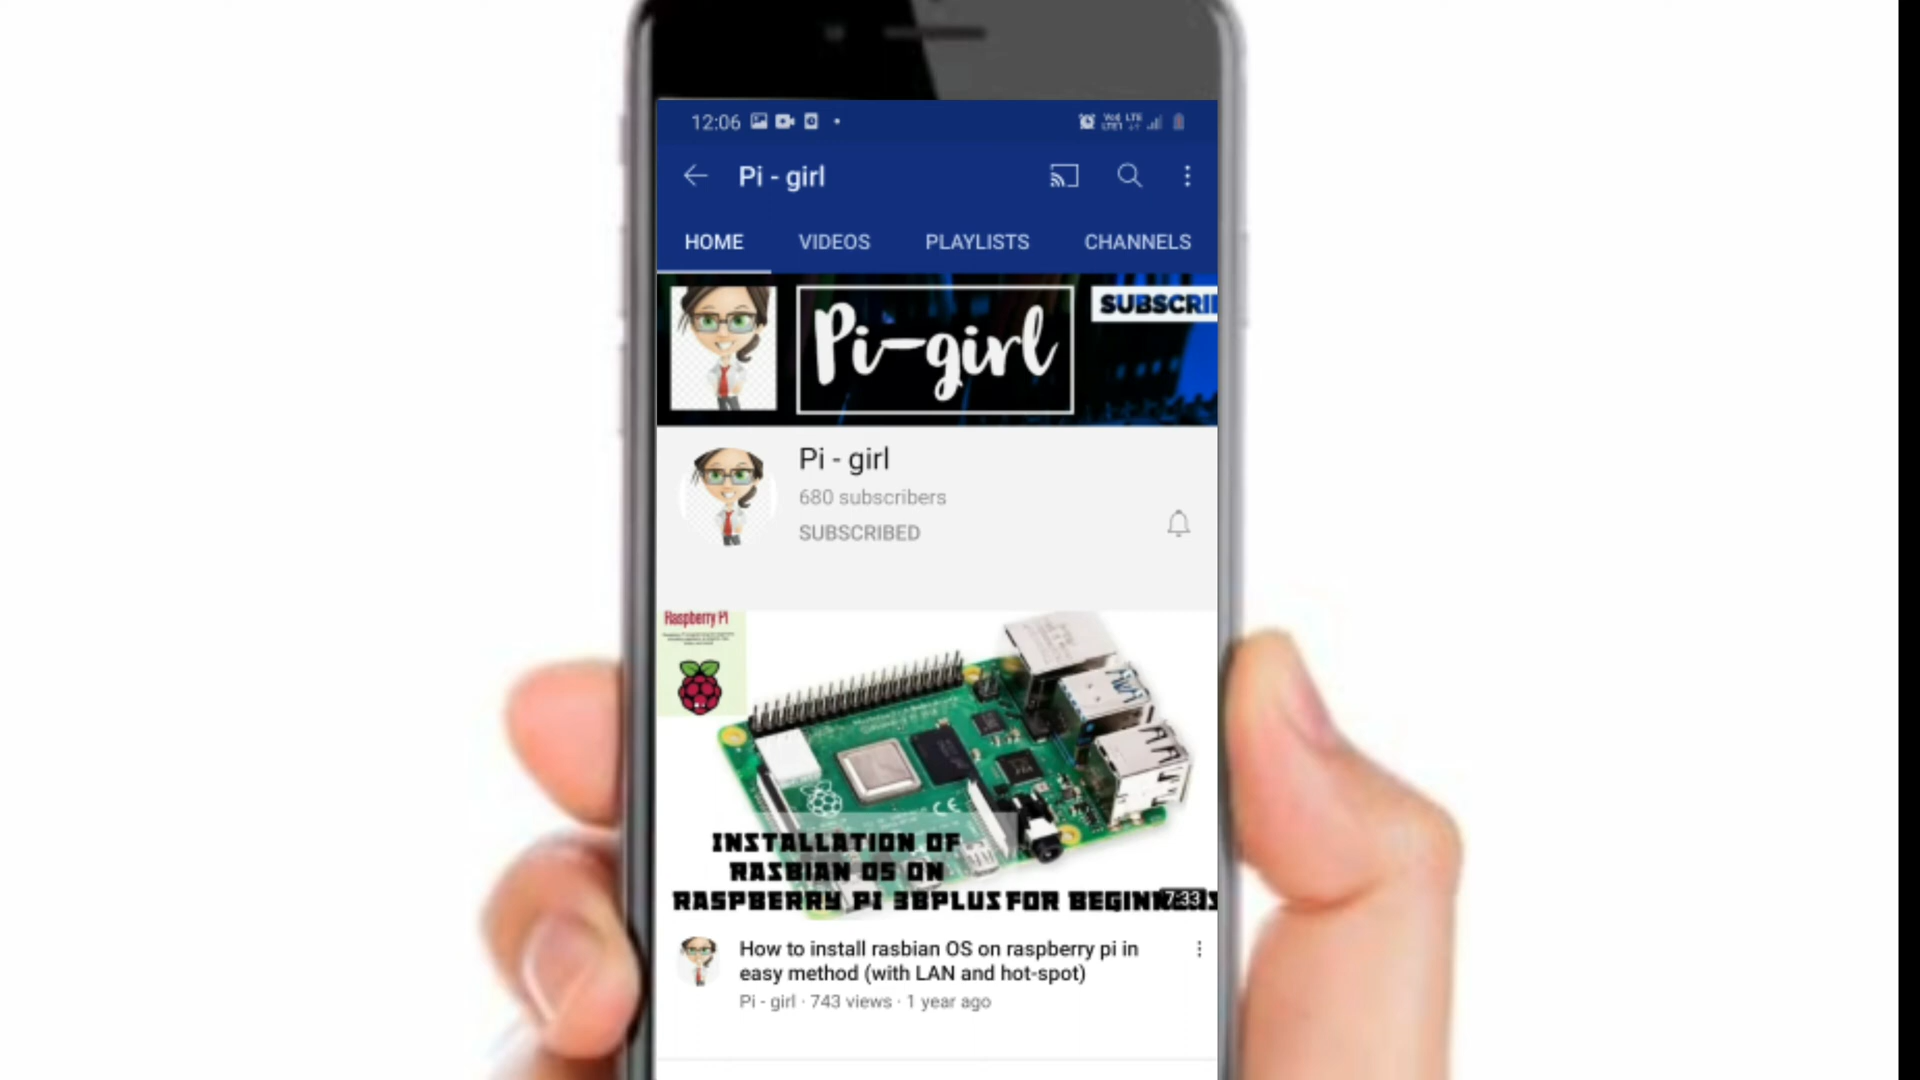 12:06
Pi - girl
HOME VIDEOS PLAYLISTS CHANNELS
Pi-girl
SUBSCRI
Pi - girl
680 subscribers
SUBSCRIBED
Raspberry Pi
INSTALLATION OF
RASBIAN OS ON
RASPBERRY PI 3BPLUS FOR BEGINNERS
7:33
How to install rasbian OS on raspberry pi in
easy method (with LAN and hot-spot)
Pi - girl · 743 views · 1 year ago